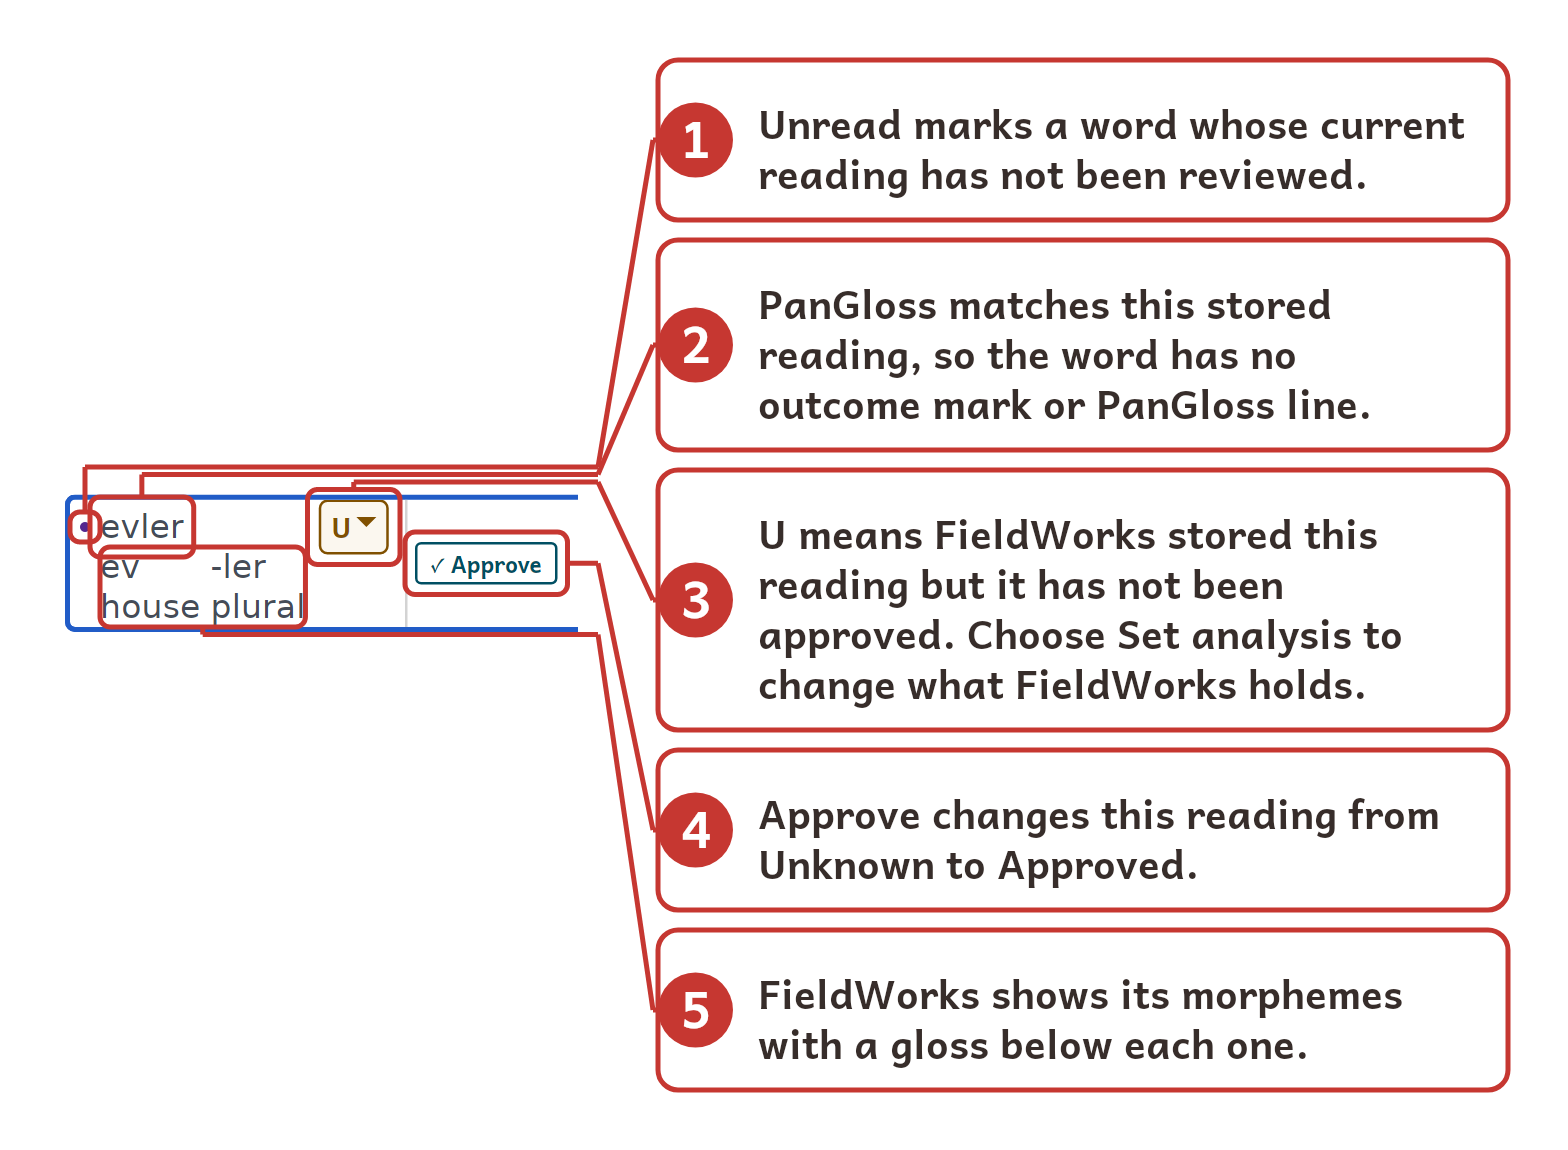 evler
U
✓ Approve
ev -ler
house plural
1
Unread marks a word whose current
reading has not been reviewed.
2
PanGloss matches this stored
reading, so the word has no
outcome mark or PanGloss line.
3
U means FieldWorks stored this
reading but it has not been
approved. Choose Set analysis to
change what FieldWorks holds.
4
Approve changes this reading from
Unknown to Approved.
5
FieldWorks shows its morphemes
with a gloss below each one.